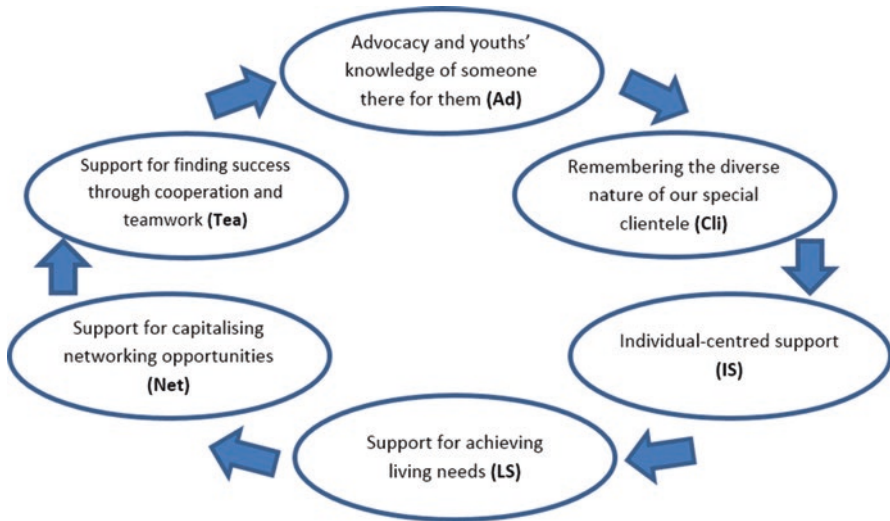 Advocacy and youths’
knowledge of someone
there for them (Ad)
Support for finding success
through cooperation and
teamwork (Tea)
Remembering the diverse
nature of our special
clientele (Cli)
Support for capitalising
networking opportunities
(Net)
Individual-centred support
(IS)
Support for achieving
living needs (LS)